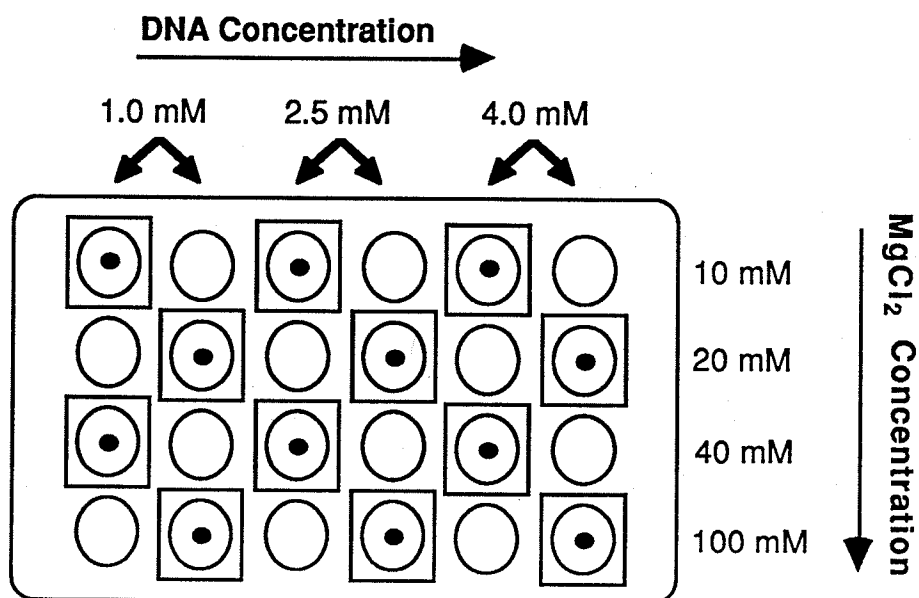 DNA Concentration
1.0 mM 2.5 mM 4.0 mM
10 mM
20 mM
40 mM
100 mM
MgCl₂ Concentration